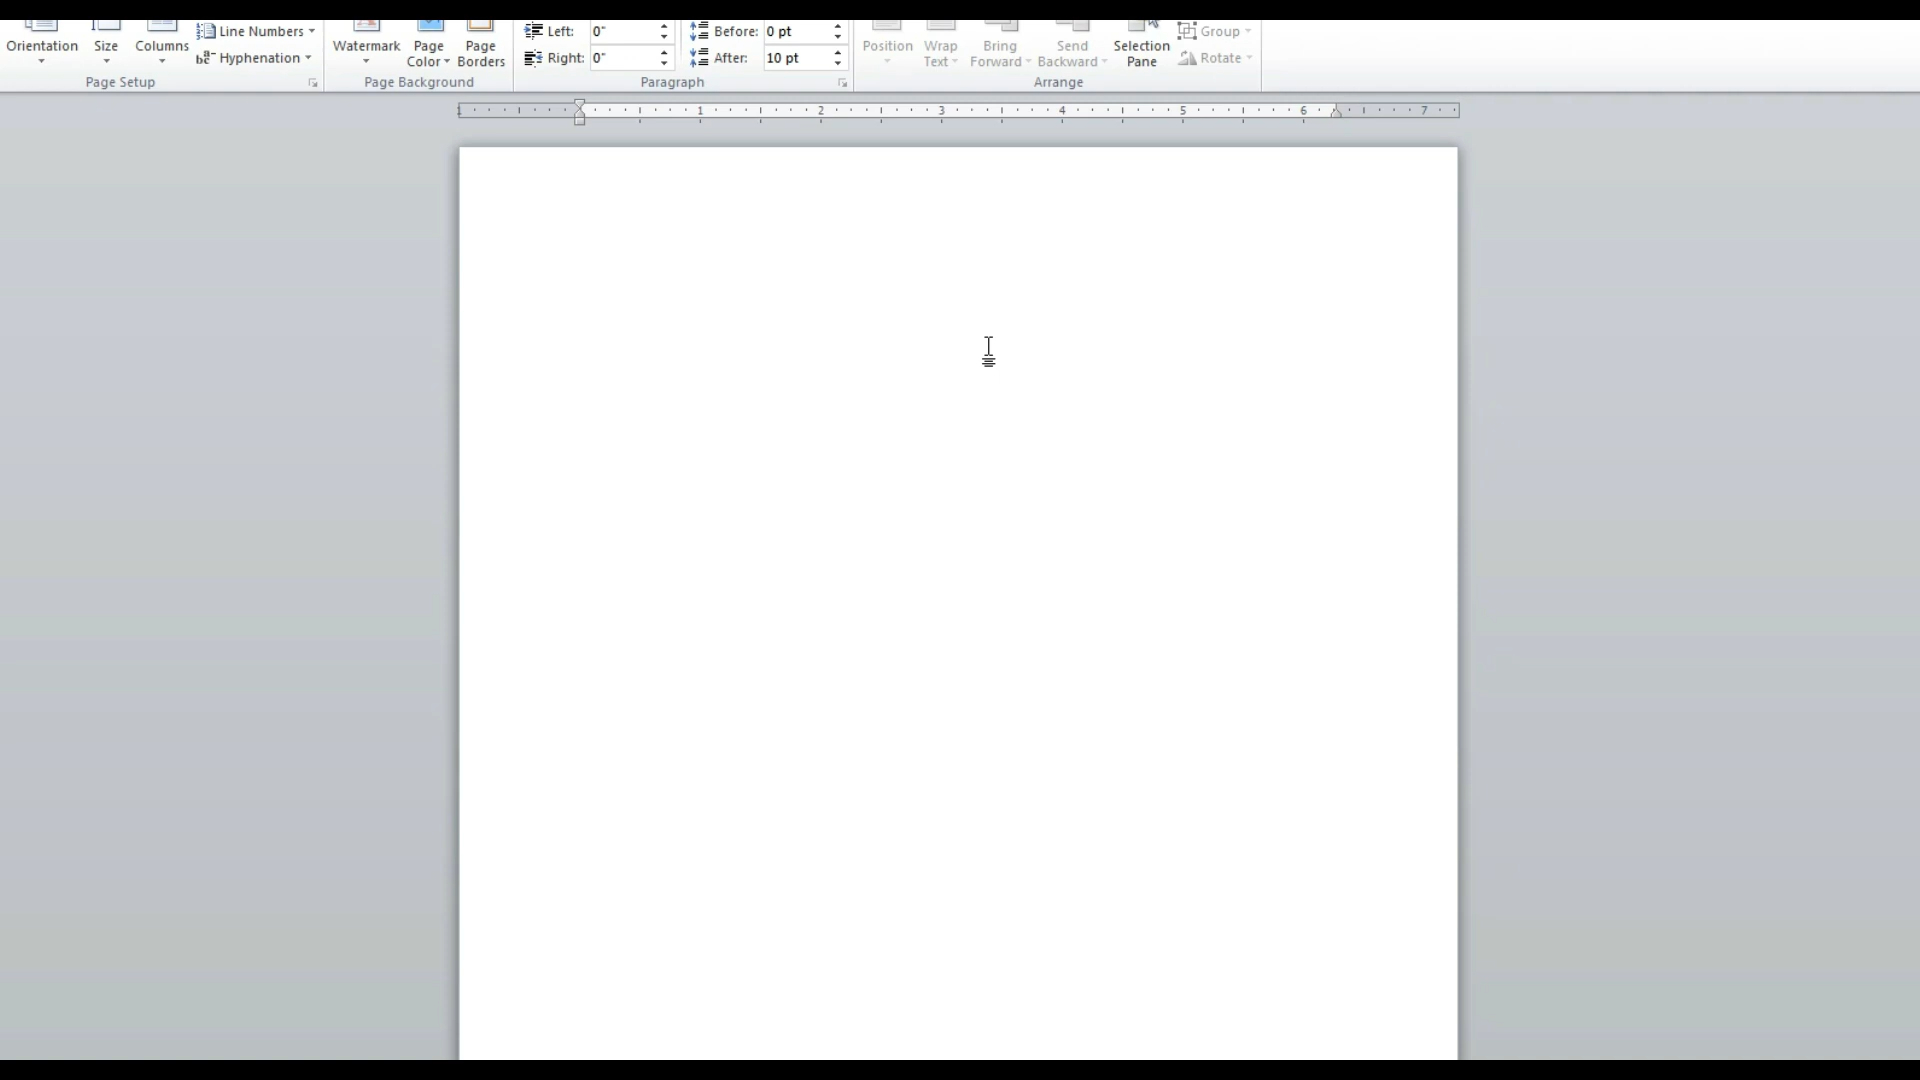 Orientation Size Columns Line Numbers Watermark Page Color Page Borders Left: 0" Before: 0 pt Position Wrap Text Bring Forward Send Backward Selection Pane Group
Hyphenation Right: 0" After: 10 pt Rotate
Page Setup Page Background Paragraph Arrange
1 1 2 3 4 5 6 7